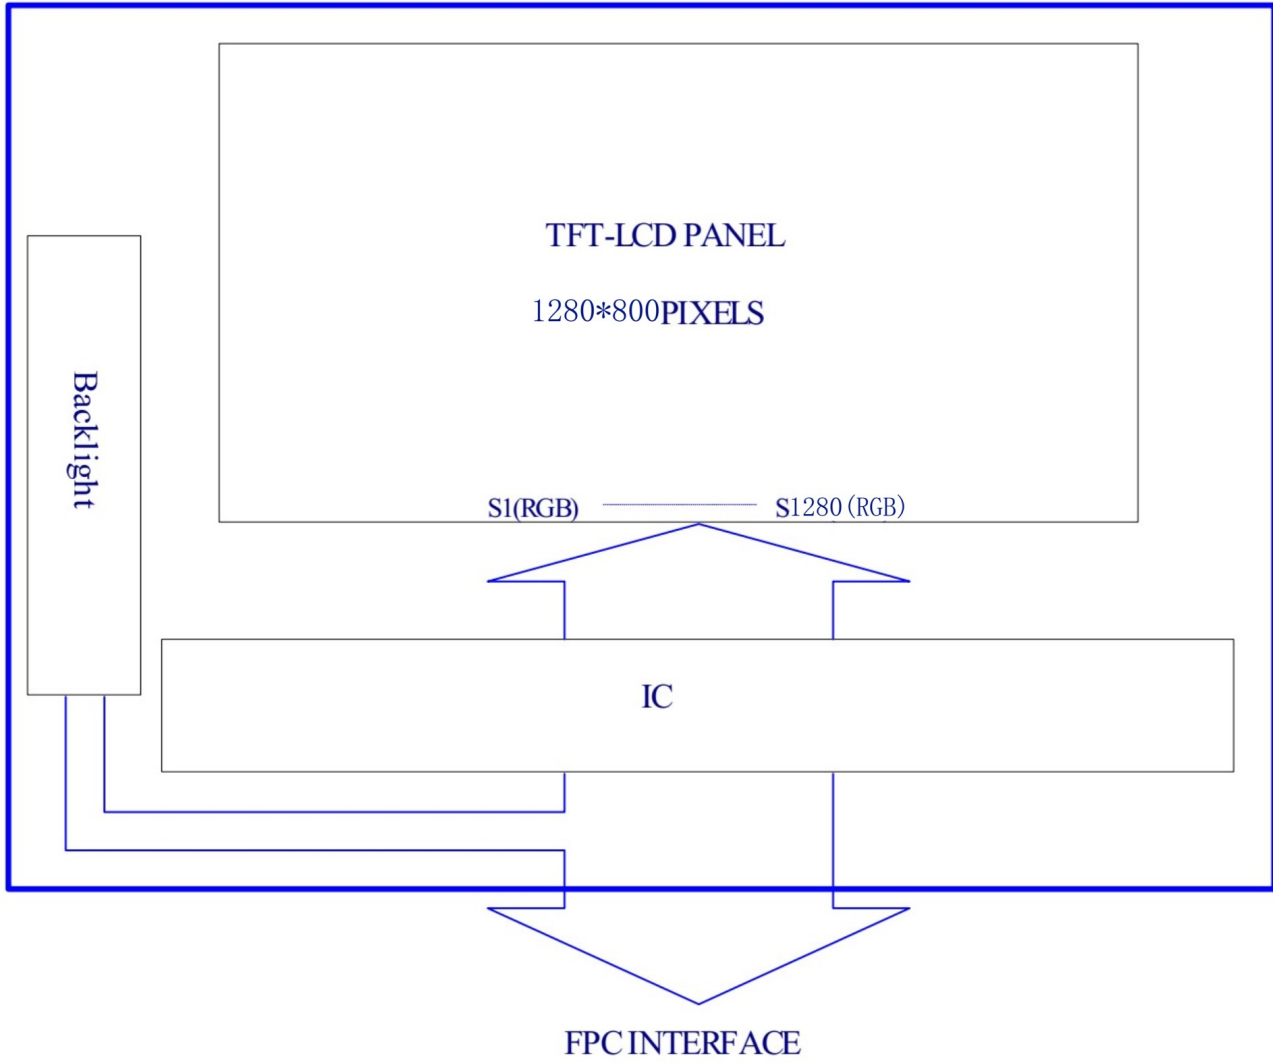 TFT-LCD PANEL
1280*800PIXELS
Backlight
S1(RGB) S1280(RGB)
IC
FPC INTERFACE